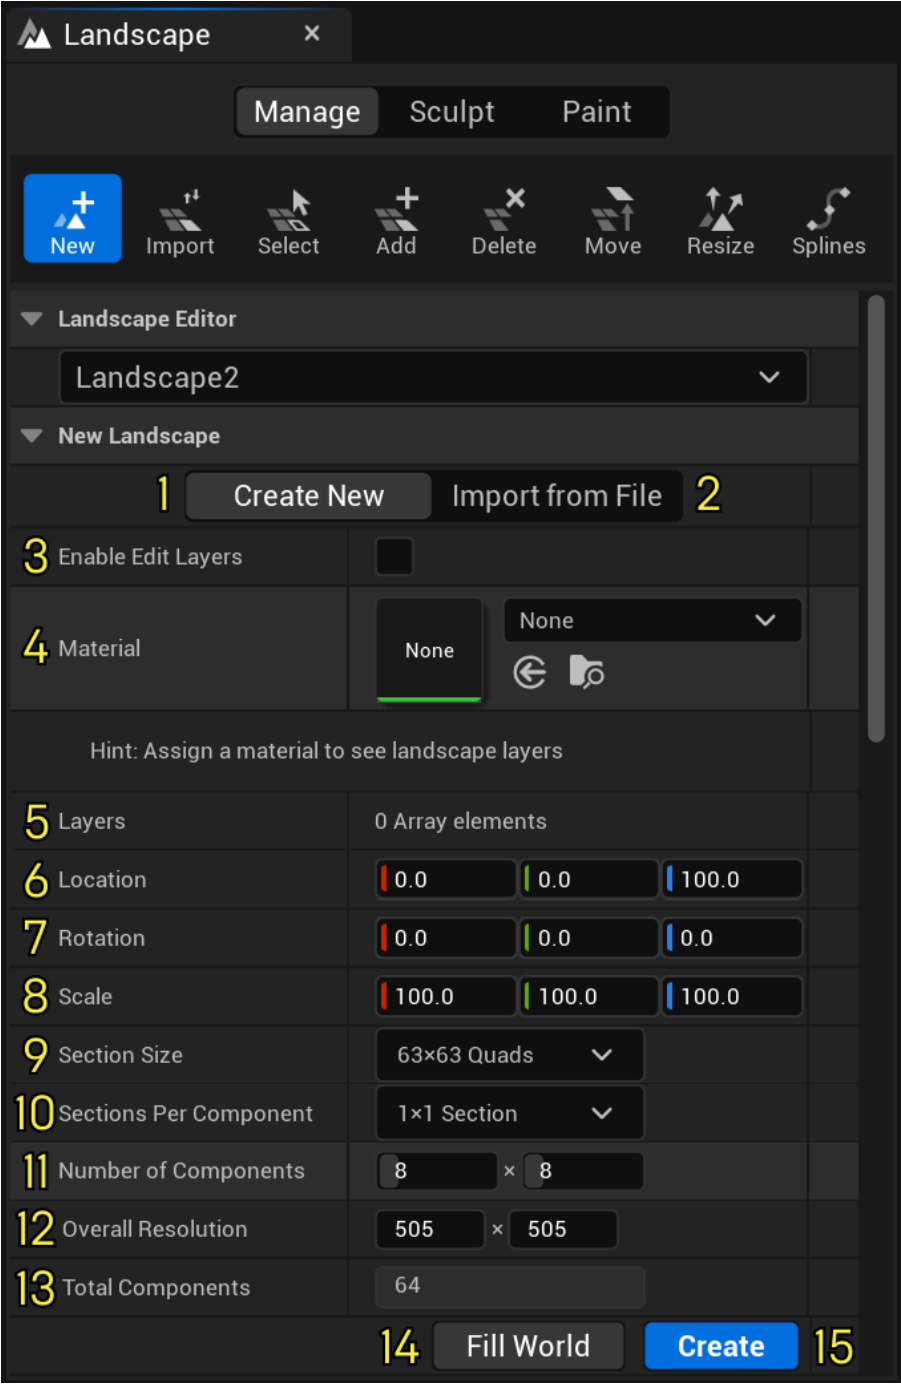 Landscape ×
Manage Sculpt Paint
New Import Select Add Delete Move Resize Splines
Landscape Editor
Landscape2
New Landscape
1 Create New Import from File 2
3 Enable Edit Layers
4 Material None None
Hint: Assign a material to see landscape layers
5 Layers 0 Array elements
6 Location 0.0 0.0 100.0
7 Rotation 0.0 0.0 0.0
8 Scale 100.0 100.0 100.0
9 Section Size 63×63 Quads
10 Sections Per Component 1×1 Section
11 Number of Components 8 × 8
12 Overall Resolution 505 × 505
13 Total Components 64
14 Fill World Create 15